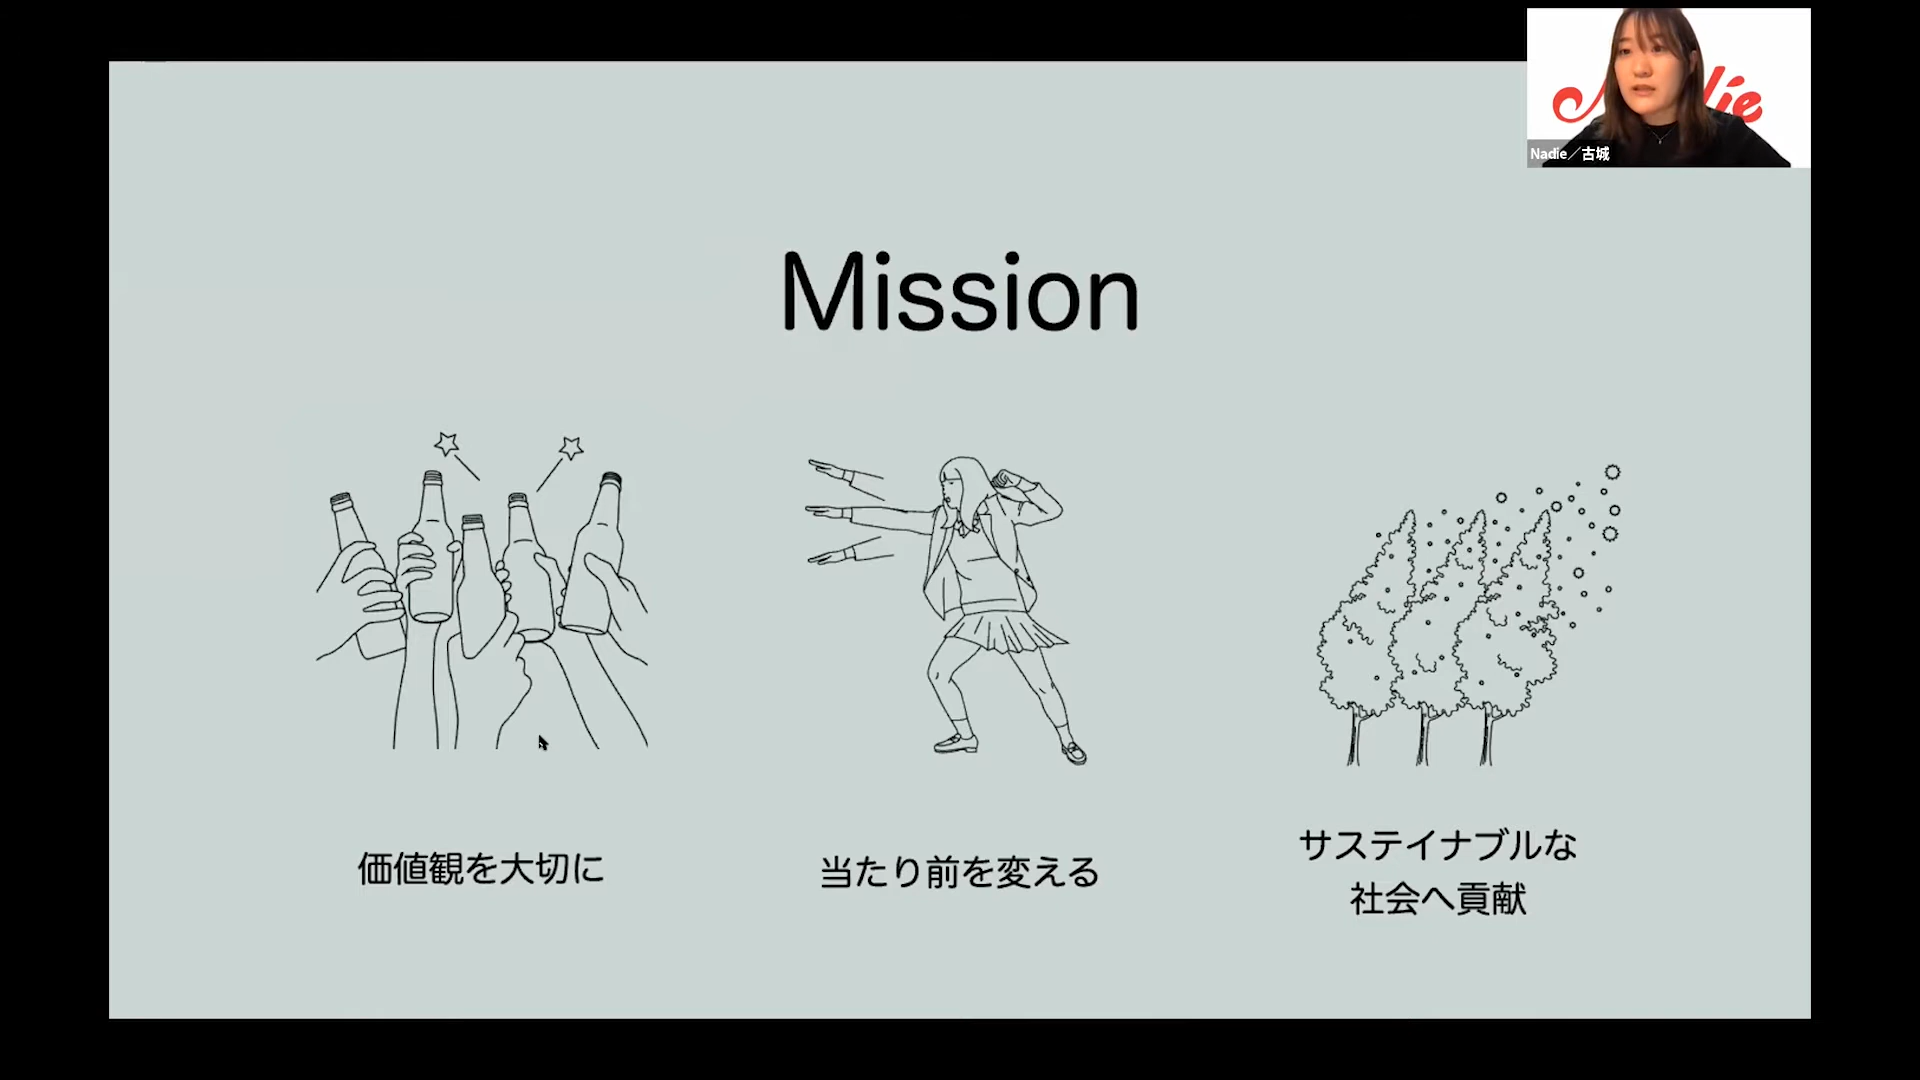 Nadie／古城
Mission
価値観を大切に
当たり前を変える
サステイナブルな
社会へ貢献